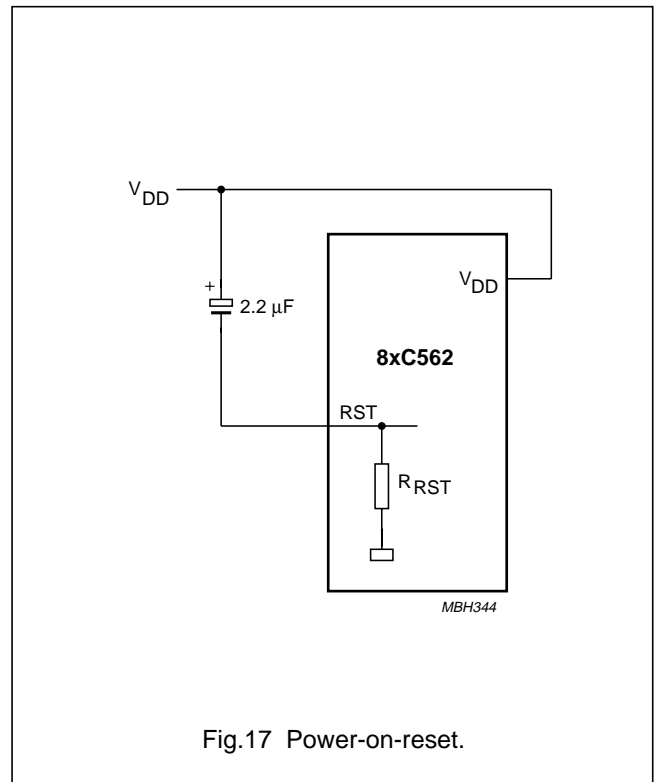 VDD
VDD
+
2.2 μF
8xC562
RST
RRST
MBH344
Fig.17 Power-on-reset.